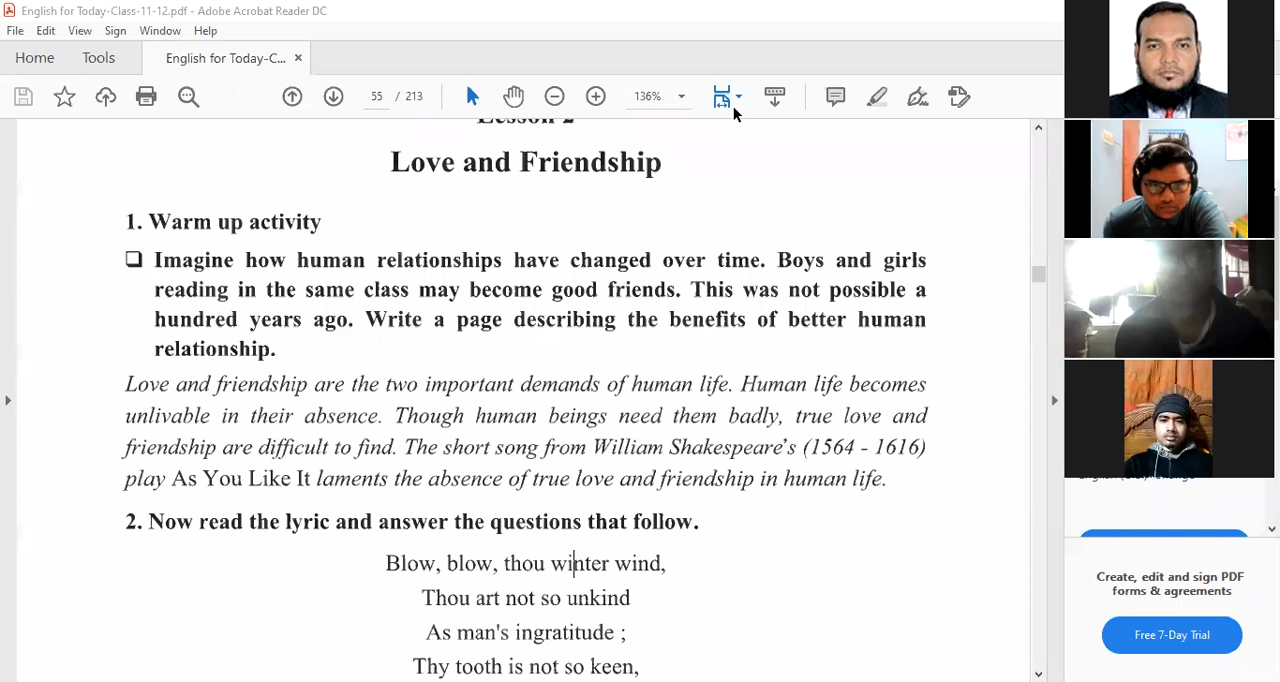 English for Today-Class-11-12.pdf - Adobe Acrobat Reader DC
File Edit View Sign Window Help
Home Tools English for Today-C... ×
55 / 213 136%
Lesson 2
Love and Friendship
1. Warm up activity
❑ Imagine how human relationships have changed over time. Boys and girls
reading in the same class may become good friends. This was not possible a
hundred years ago. Write a page describing the benefits of better human
relationship.
Love and friendship are the two important demands of human life. Human life becomes
unlivable in their absence. Though human beings need them badly, true love and
friendship are difficult to find. The short song from William Shakespeare's (1564 - 1616)
play As You Like It laments the absence of true love and friendship in human life.
2. Now read the lyric and answer the questions that follow.
Blow, blow, thou winter wind,
Thou art not so unkind
As man's ingratitude ;
Thy tooth is not so keen,
Create, edit and sign PDF
forms & agreements
Free 7-Day Trial